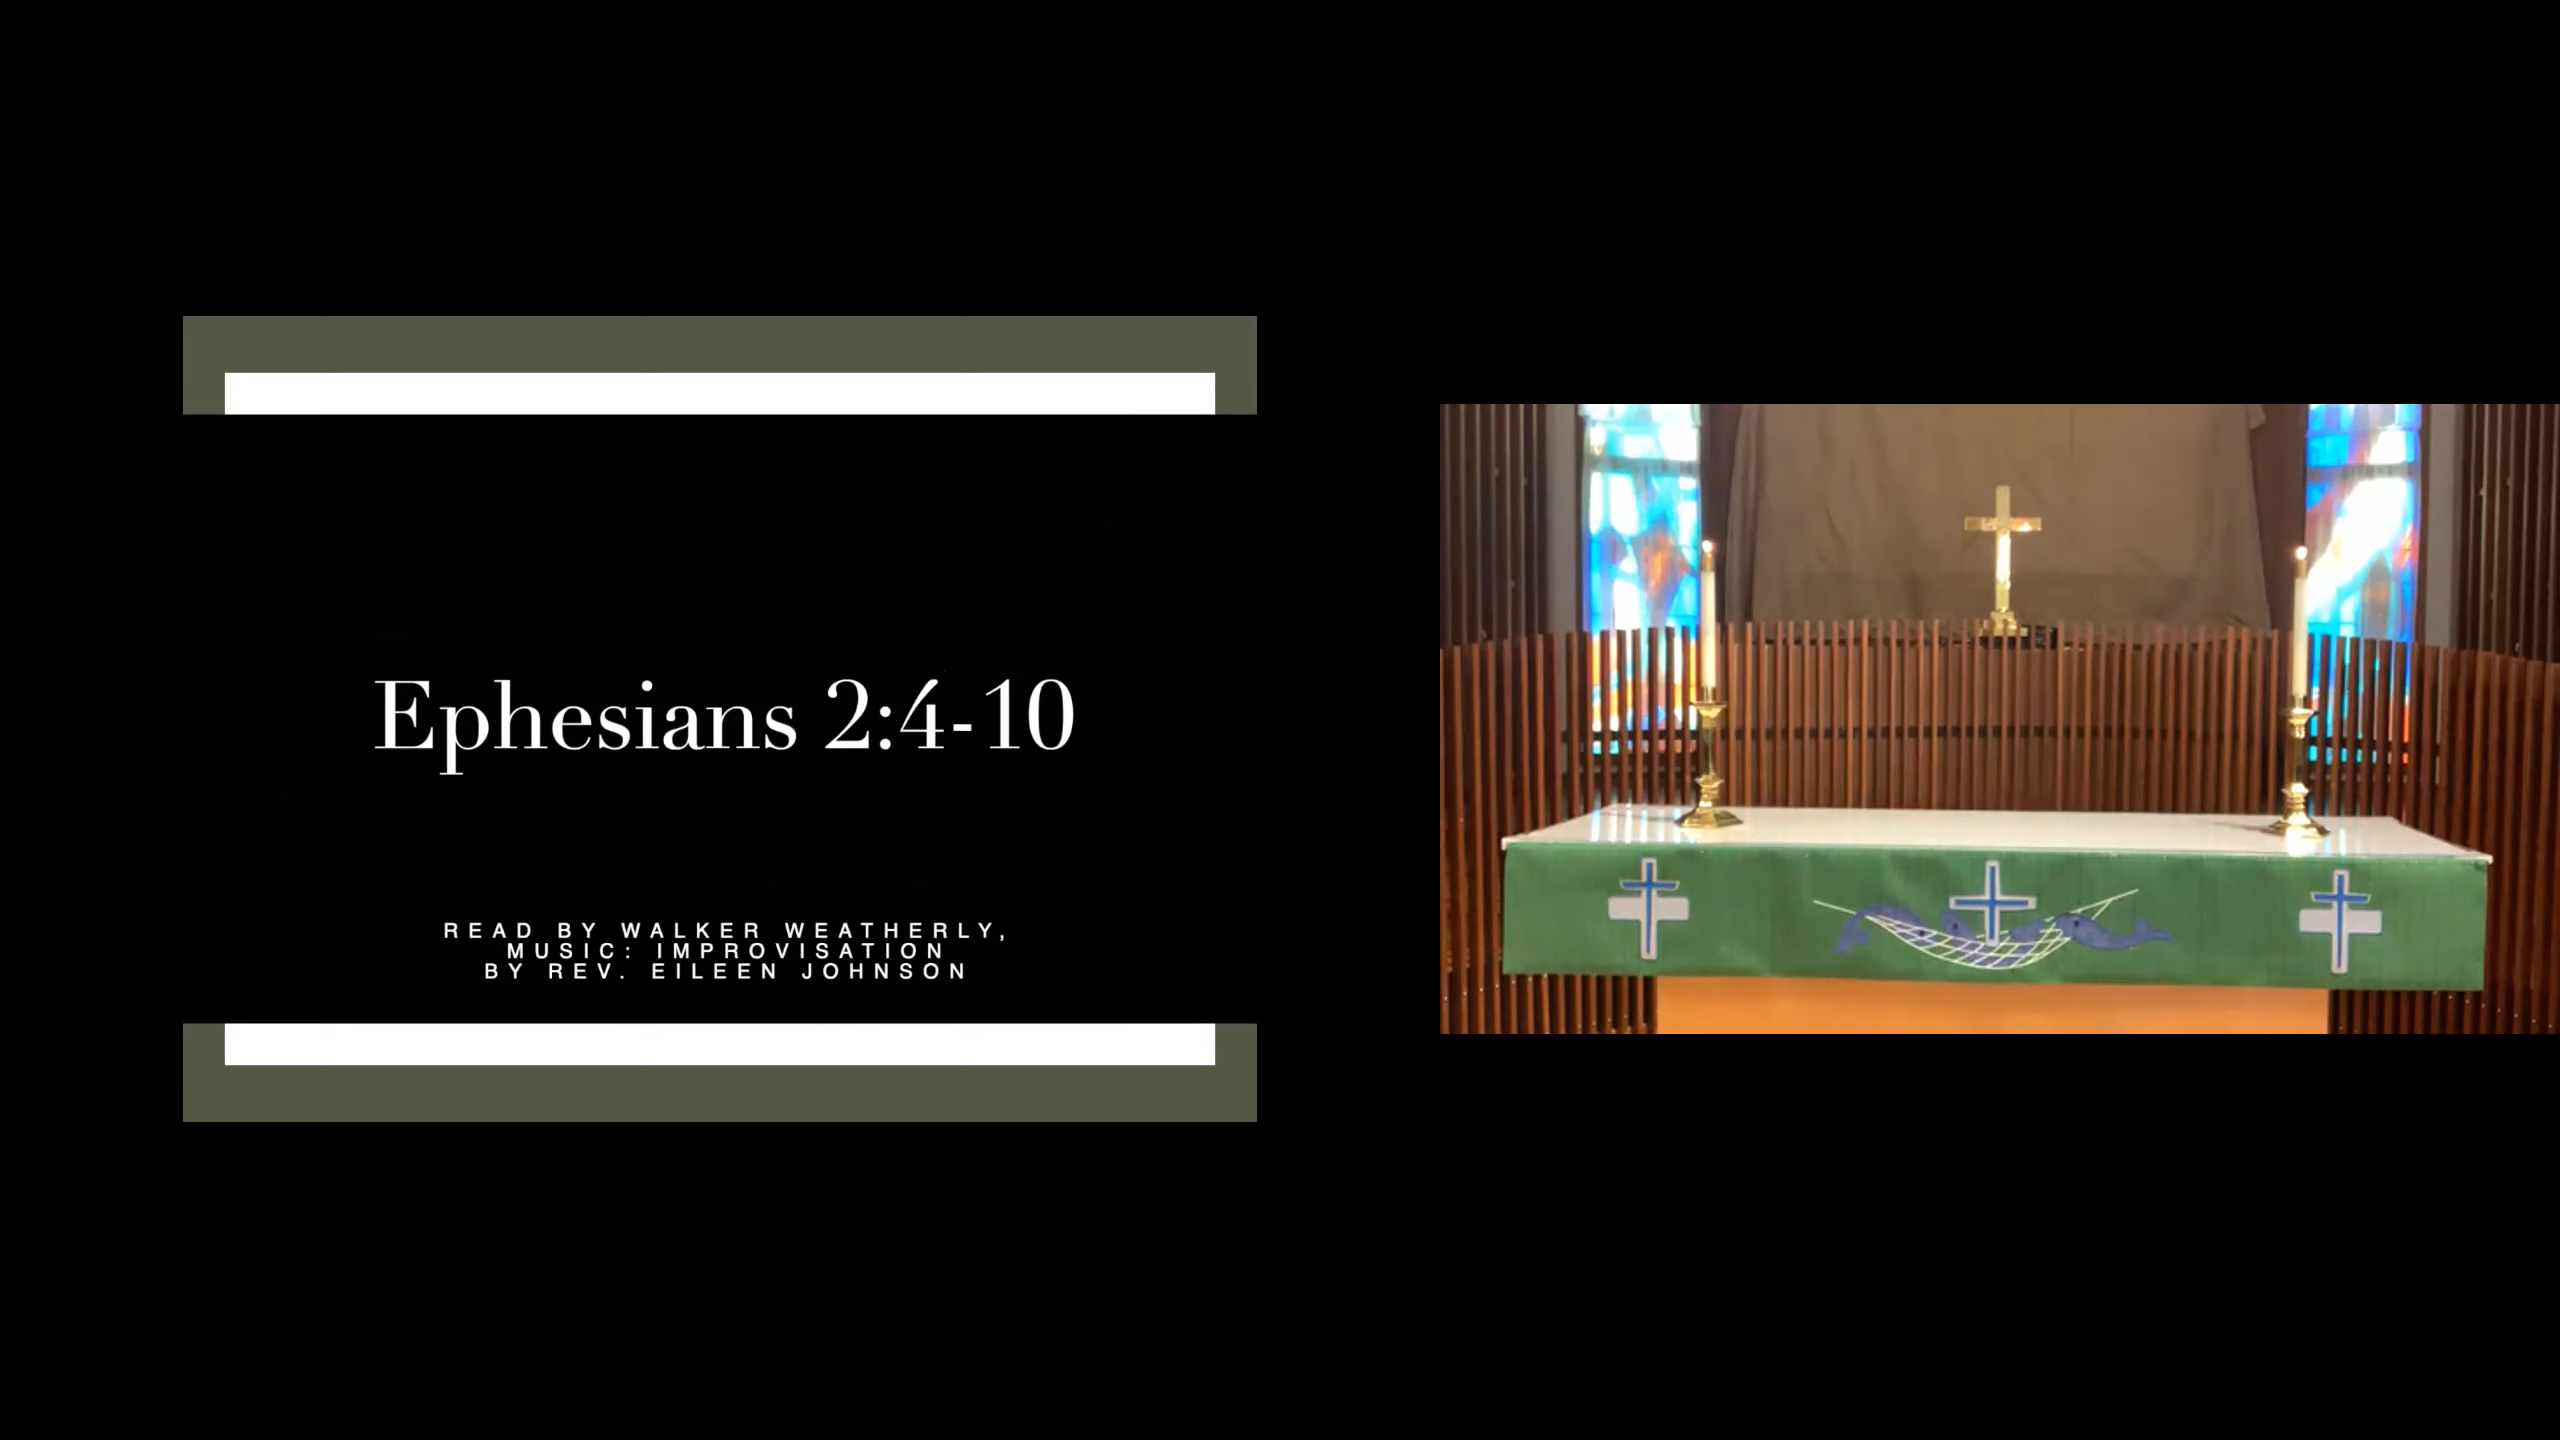 Ephesians 2:4-10
READ BY WALKER WEATHERLY,
MUSIC: IMPROVISATION
BY REV. EILEEN JOHNSON